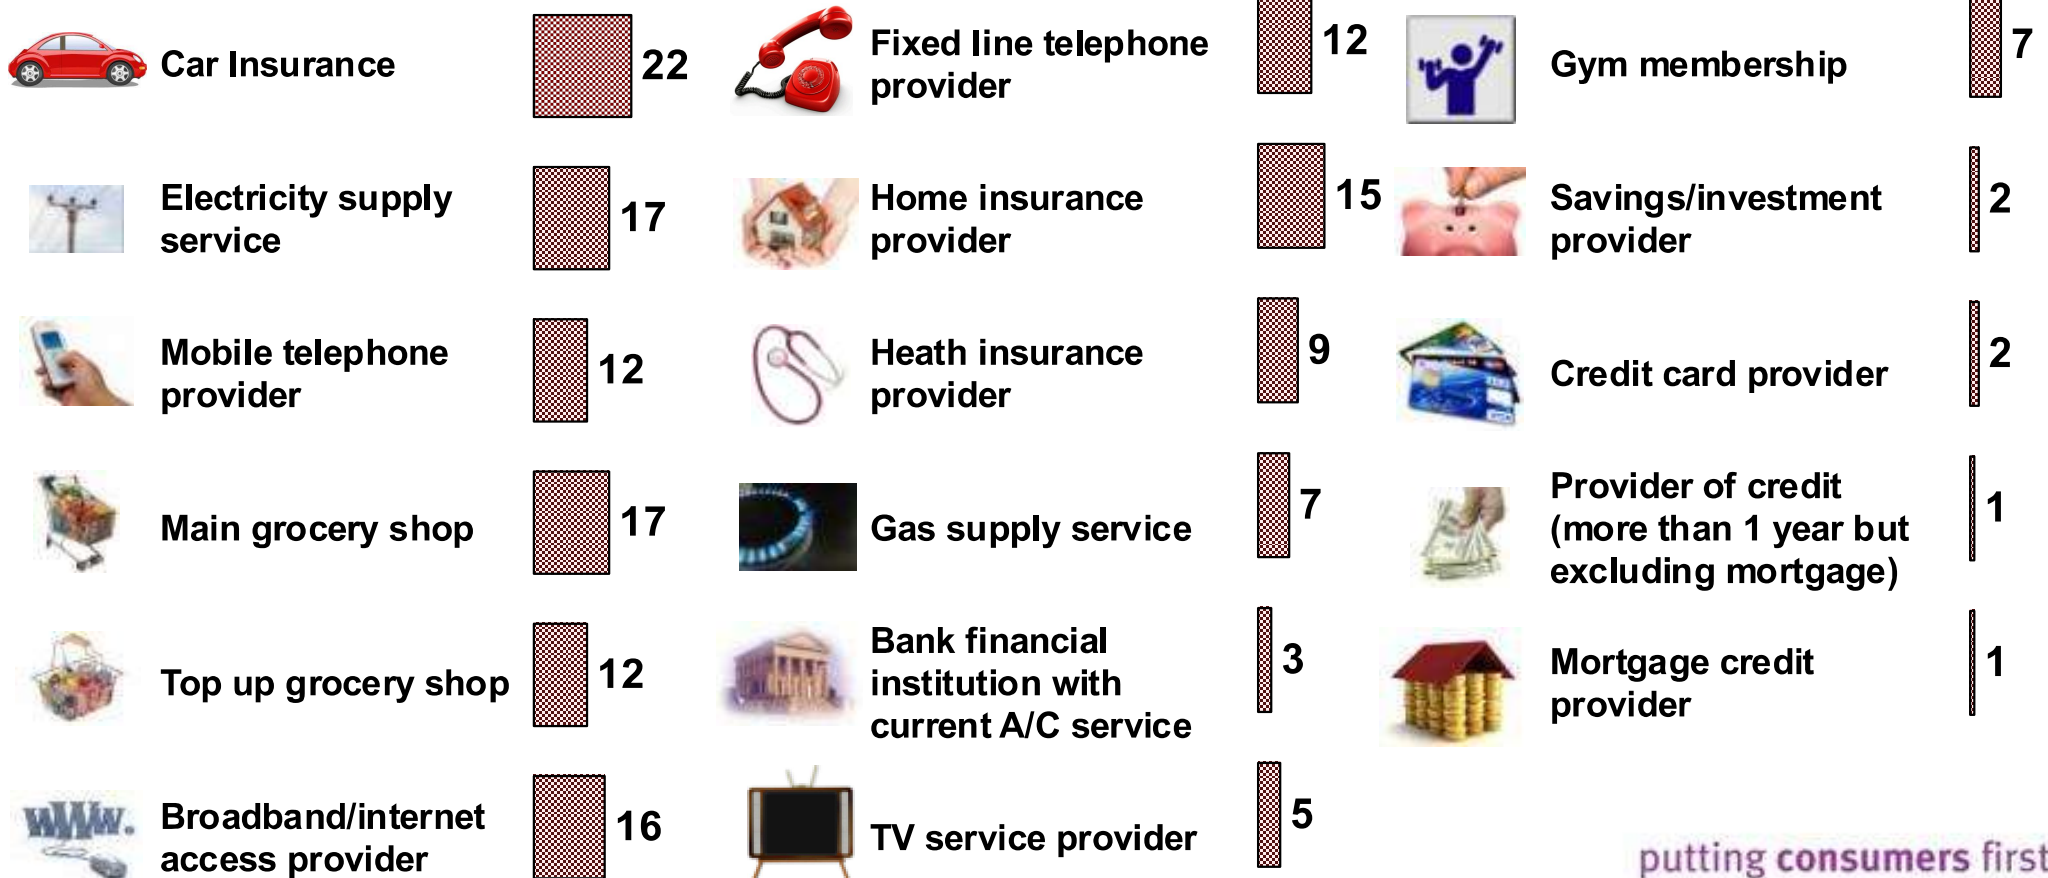 Car Insurance
22
Electricity supply
service
17
Mobile telephone
provider
12
Main grocery shop
17
Top up grocery shop
12
WWW.
Broadband/internet
access provider
16
Fixed line telephone
provider
12
Home insurance
provider
15
Heath insurance
provider
9
Gas supply service
7
Bank financial
institution with
current A/C service
3
TV service provider
5
Gym membership
7
Savings/investment
provider
2
Credit card provider
2
Provider of credit
(more than 1 year but
excluding mortgage)
1
Mortgage credit
provider
1
putting consumers first